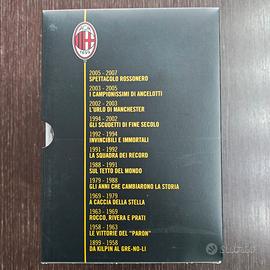 ACM
1899
2005 - 2007
SPETTACOLO ROSSONERO
2003 - 2005
I CAMPIONISSIMI DI ANCELOTTI
2002 - 2003
L'URLO DI MANCHESTER
1994 - 2002
GLI SCUDETTI DI FINE SECOLO
1992 - 1994
INVINCIBILI E IMMORTALI
1991 - 1992
LA SQUADRA DEI RECORD
1988 - 1991
SUL TETTO DEL MONDO
1979 - 1988
GLI ANNI CHE CAMBIARONO LA STORIA
1969 - 1979
A CACCIA DELLA STELLA
1963 - 1969
ROCCO, RIVERA E PRATI
1958 - 1963
LE VITTORIE DEL "PARON"
1899 - 1958
DA KILPIN AL GRE-NO-LI
subito